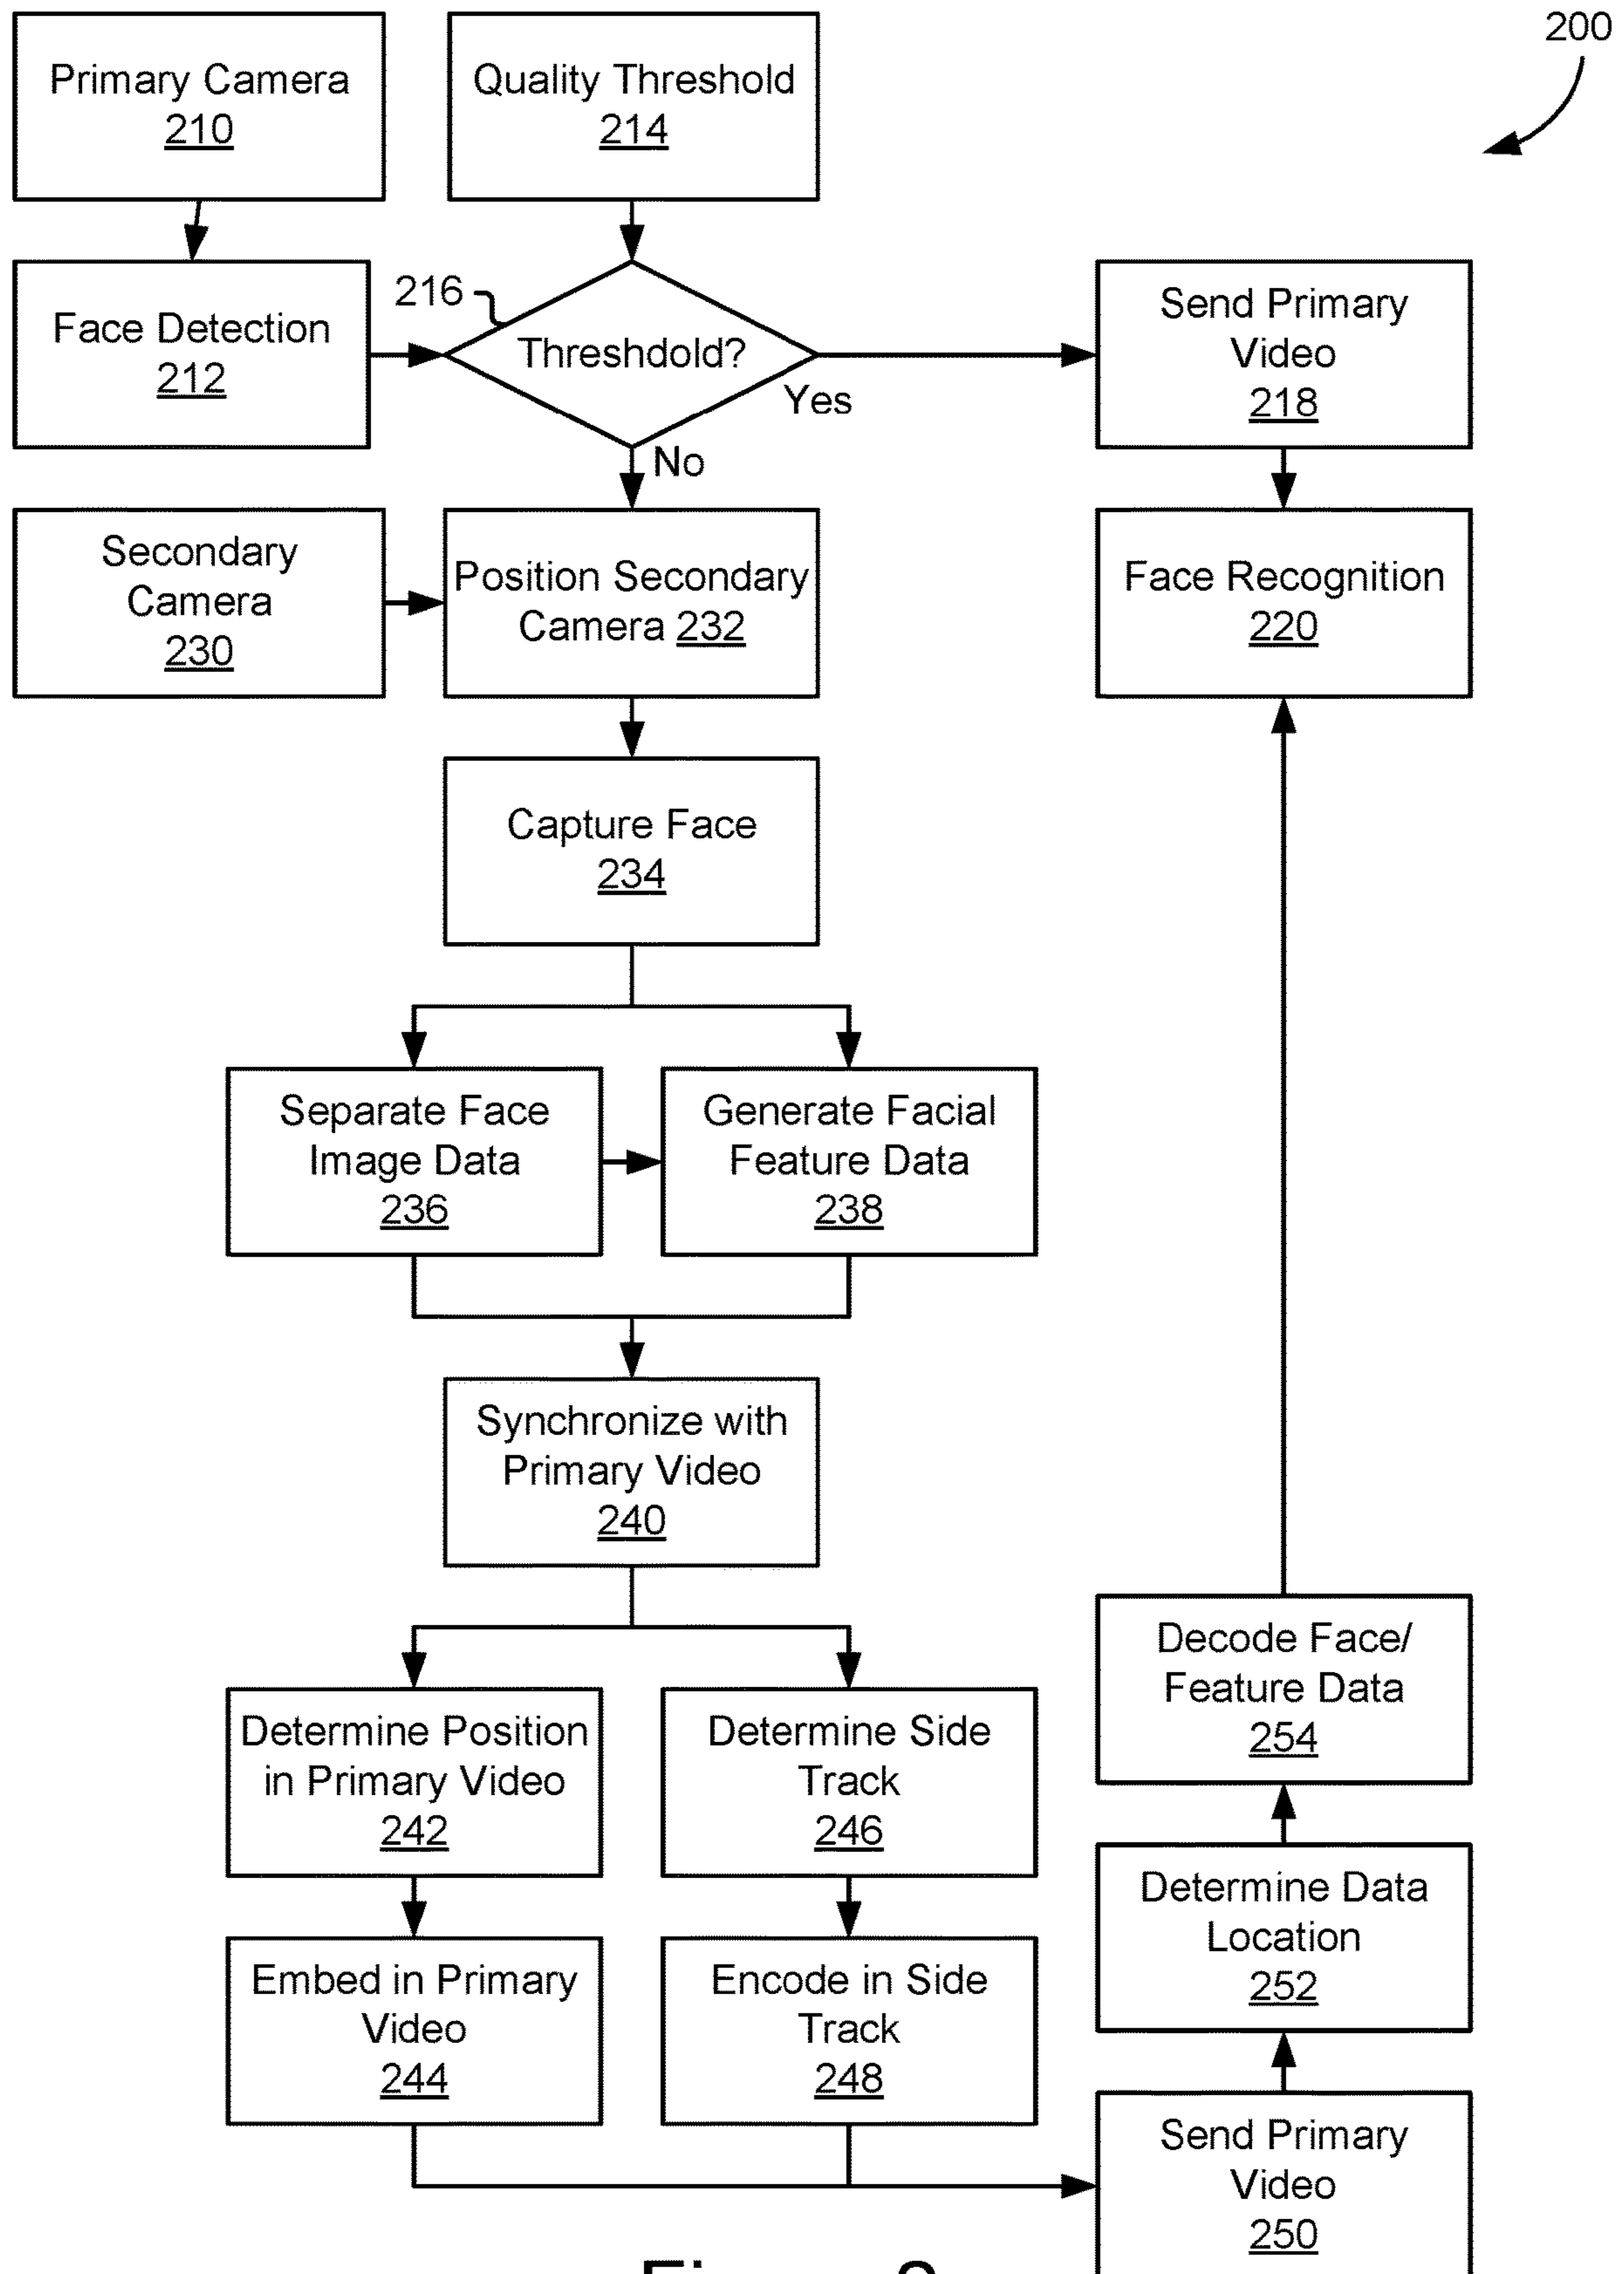 200
Primary Camera
210
Quality Threshold
214
Face Detection
212
216
Threshdold?
Yes
No
Send Primary
Video
218
Secondary
Camera
230
Position Secondary
Camera 232
Face Recognition
220
Capture Face
234
Separate Face
Image Data
236
Generate Facial
Feature Data
238
Synchronize with
Primary Video
240
Determine Position
in Primary Video
242
Determine Side
Track
246
Decode Face/
Feature Data
254
Embed in Primary
Video
244
Encode in Side
Track
248
Determine Data
Location
252
Send Primary
Video
250